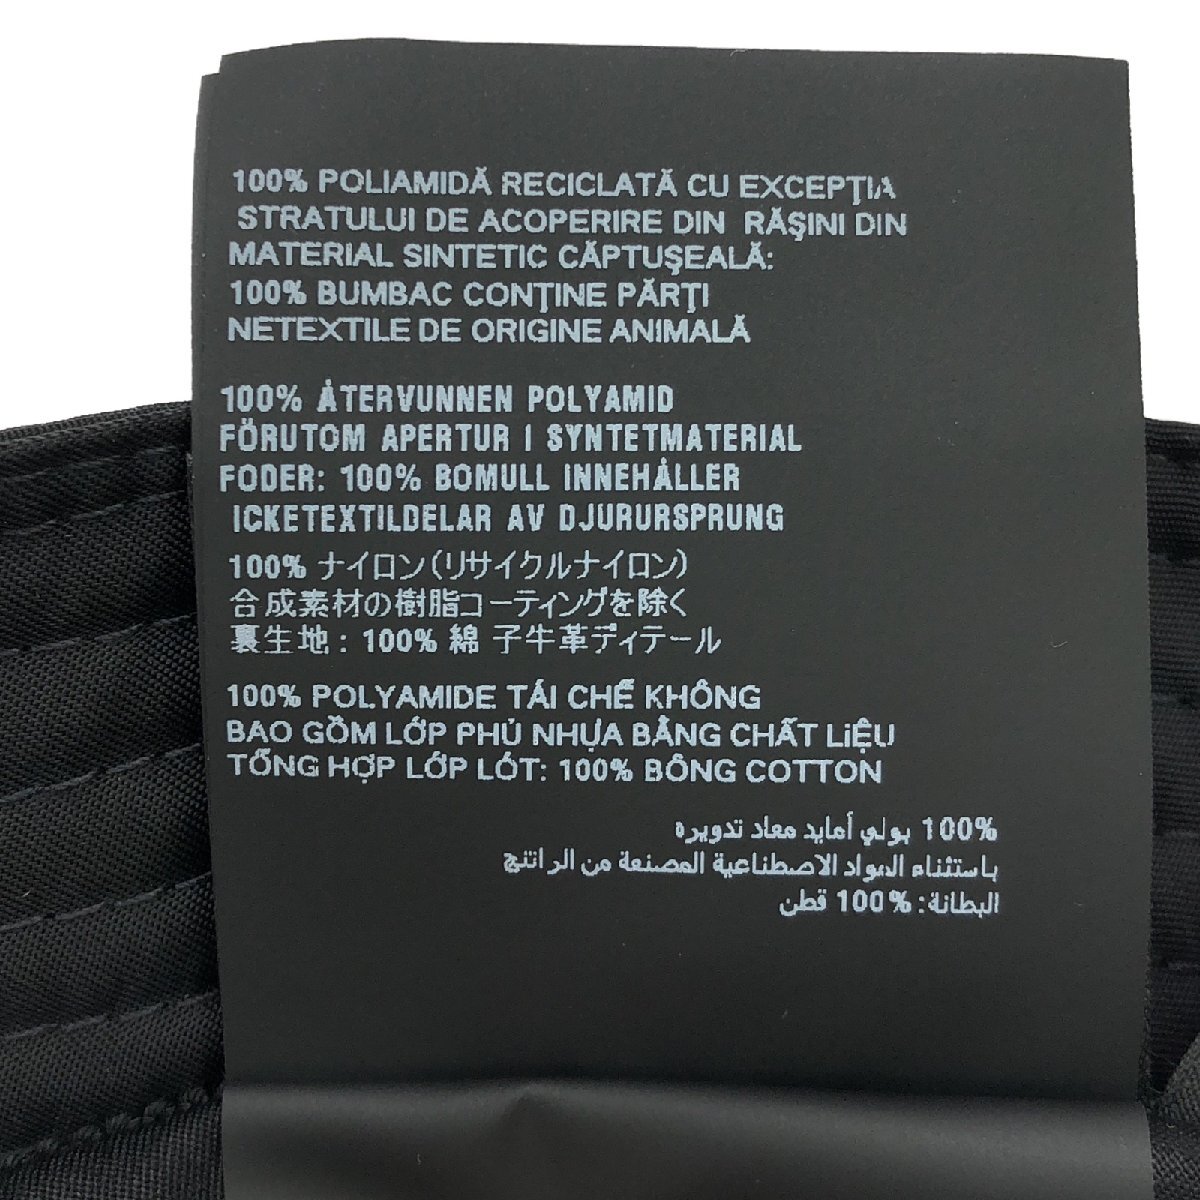 100% POLIAMIDĂ RECICLATĂ CU EXCEPŢIA
STRATULUI DE ACOPERIRE DIN RĂŞINI DIN
MATERIAL SINTETIC CĂPTUŞEALĂ:
100% BUMBAC CONŢINE PĂRŢI
NETEXTILE DE ORIGINE ANIMALĂ
100% ÅTERVUNNEN POLYAMID
FÖRUTOM APERTUR I SYNTETMATERIAL
FODER: 100% BOMULL INNEHÅLLER
ICKETEXTILDELAR AV DJURURSPRUNG
100% ナイロン(リサイクルナイロン)
合成素材の樹脂コーティングを除く
裏生地: 100% 綿 子牛革ディテール
100% POLYAMIDE TÁI CHẾ KHÔNG
BAO GỒM LỚP PHỦ NHỰA BẰNG CHẤT LiỆU
TỔNG HỢP LỚP LÓT: 100% BÔNG COTTON
100% بولي أمايد معاد تدويره
باستثناء المواد الاصطناعية المصنعة من الراتنج
البطانة: 100% قطن